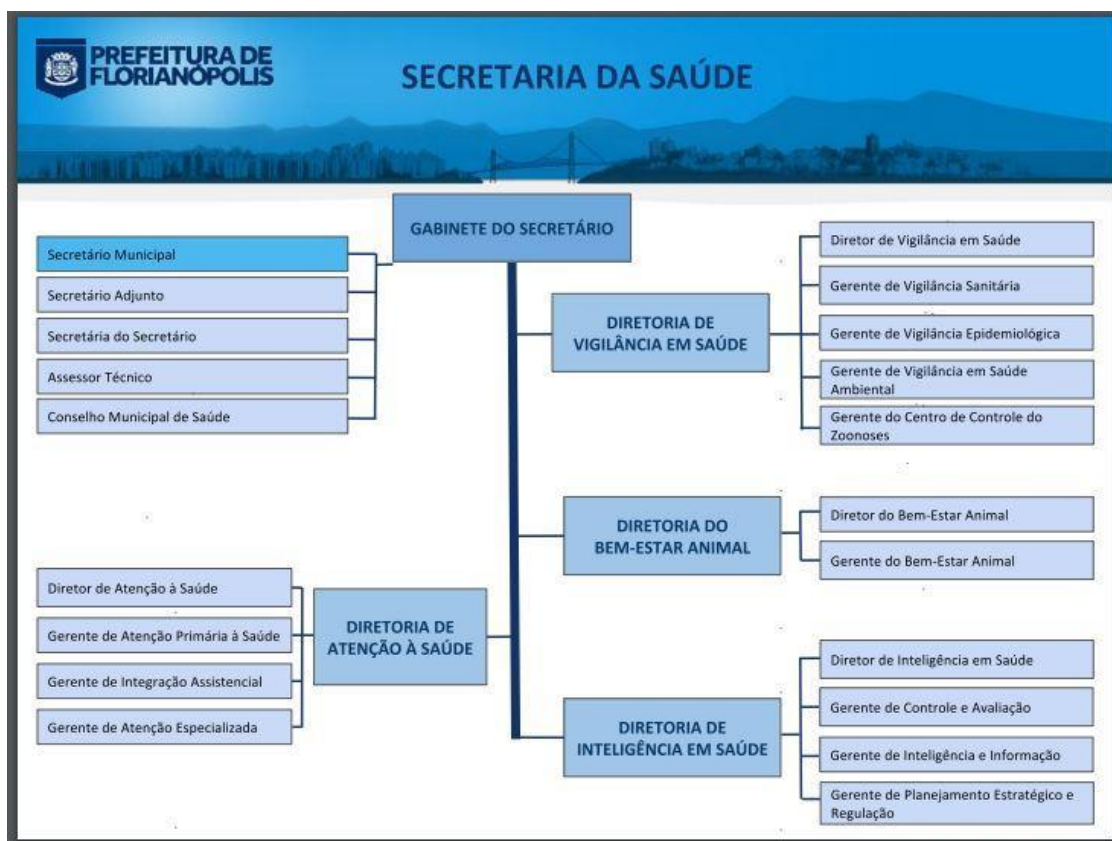 PREFEITURA DE
FLORIANÓPOLIS
SECRETARIA DA SAÚDE
GABINETE DO SECRETÁRIO
Secretário Municipal
Secretário Adjunto
Secretária do Secretário
Assessor Técnico
Conselho Municipal de Saúde
DIRETORIA DE
VIGILÂNCIA EM SAÚDE
Diretor de Vigilância em Saúde
Gerente de Vigilância Sanitária
Gerente de Vigilância Epidemiológica
Gerente de Vigilância em Saúde
Ambiental
Gerente do Centro de Controle do
Zoonoses
DIRETORIA DO
BEM-ESTAR ANIMAL
Diretor do Bem-Estar Animal
Gerente do Bem-Estar Animal
Diretor de Atenção à Saúde
Gerente de Atenção Primária à Saúde
Gerente de Integração Assistencial
Gerente de Atenção Especializada
DIRETORIA DE
ATENÇÃO À SAÚDE
DIRETORIA DE
INTELIGÊNCIA EM SAÚDE
Diretor de Inteligência em Saúde
Gerente de Controle e Avaliação
Gerente de Inteligência e Informação
Gerente de Planejamento Estratégico e
Regulação